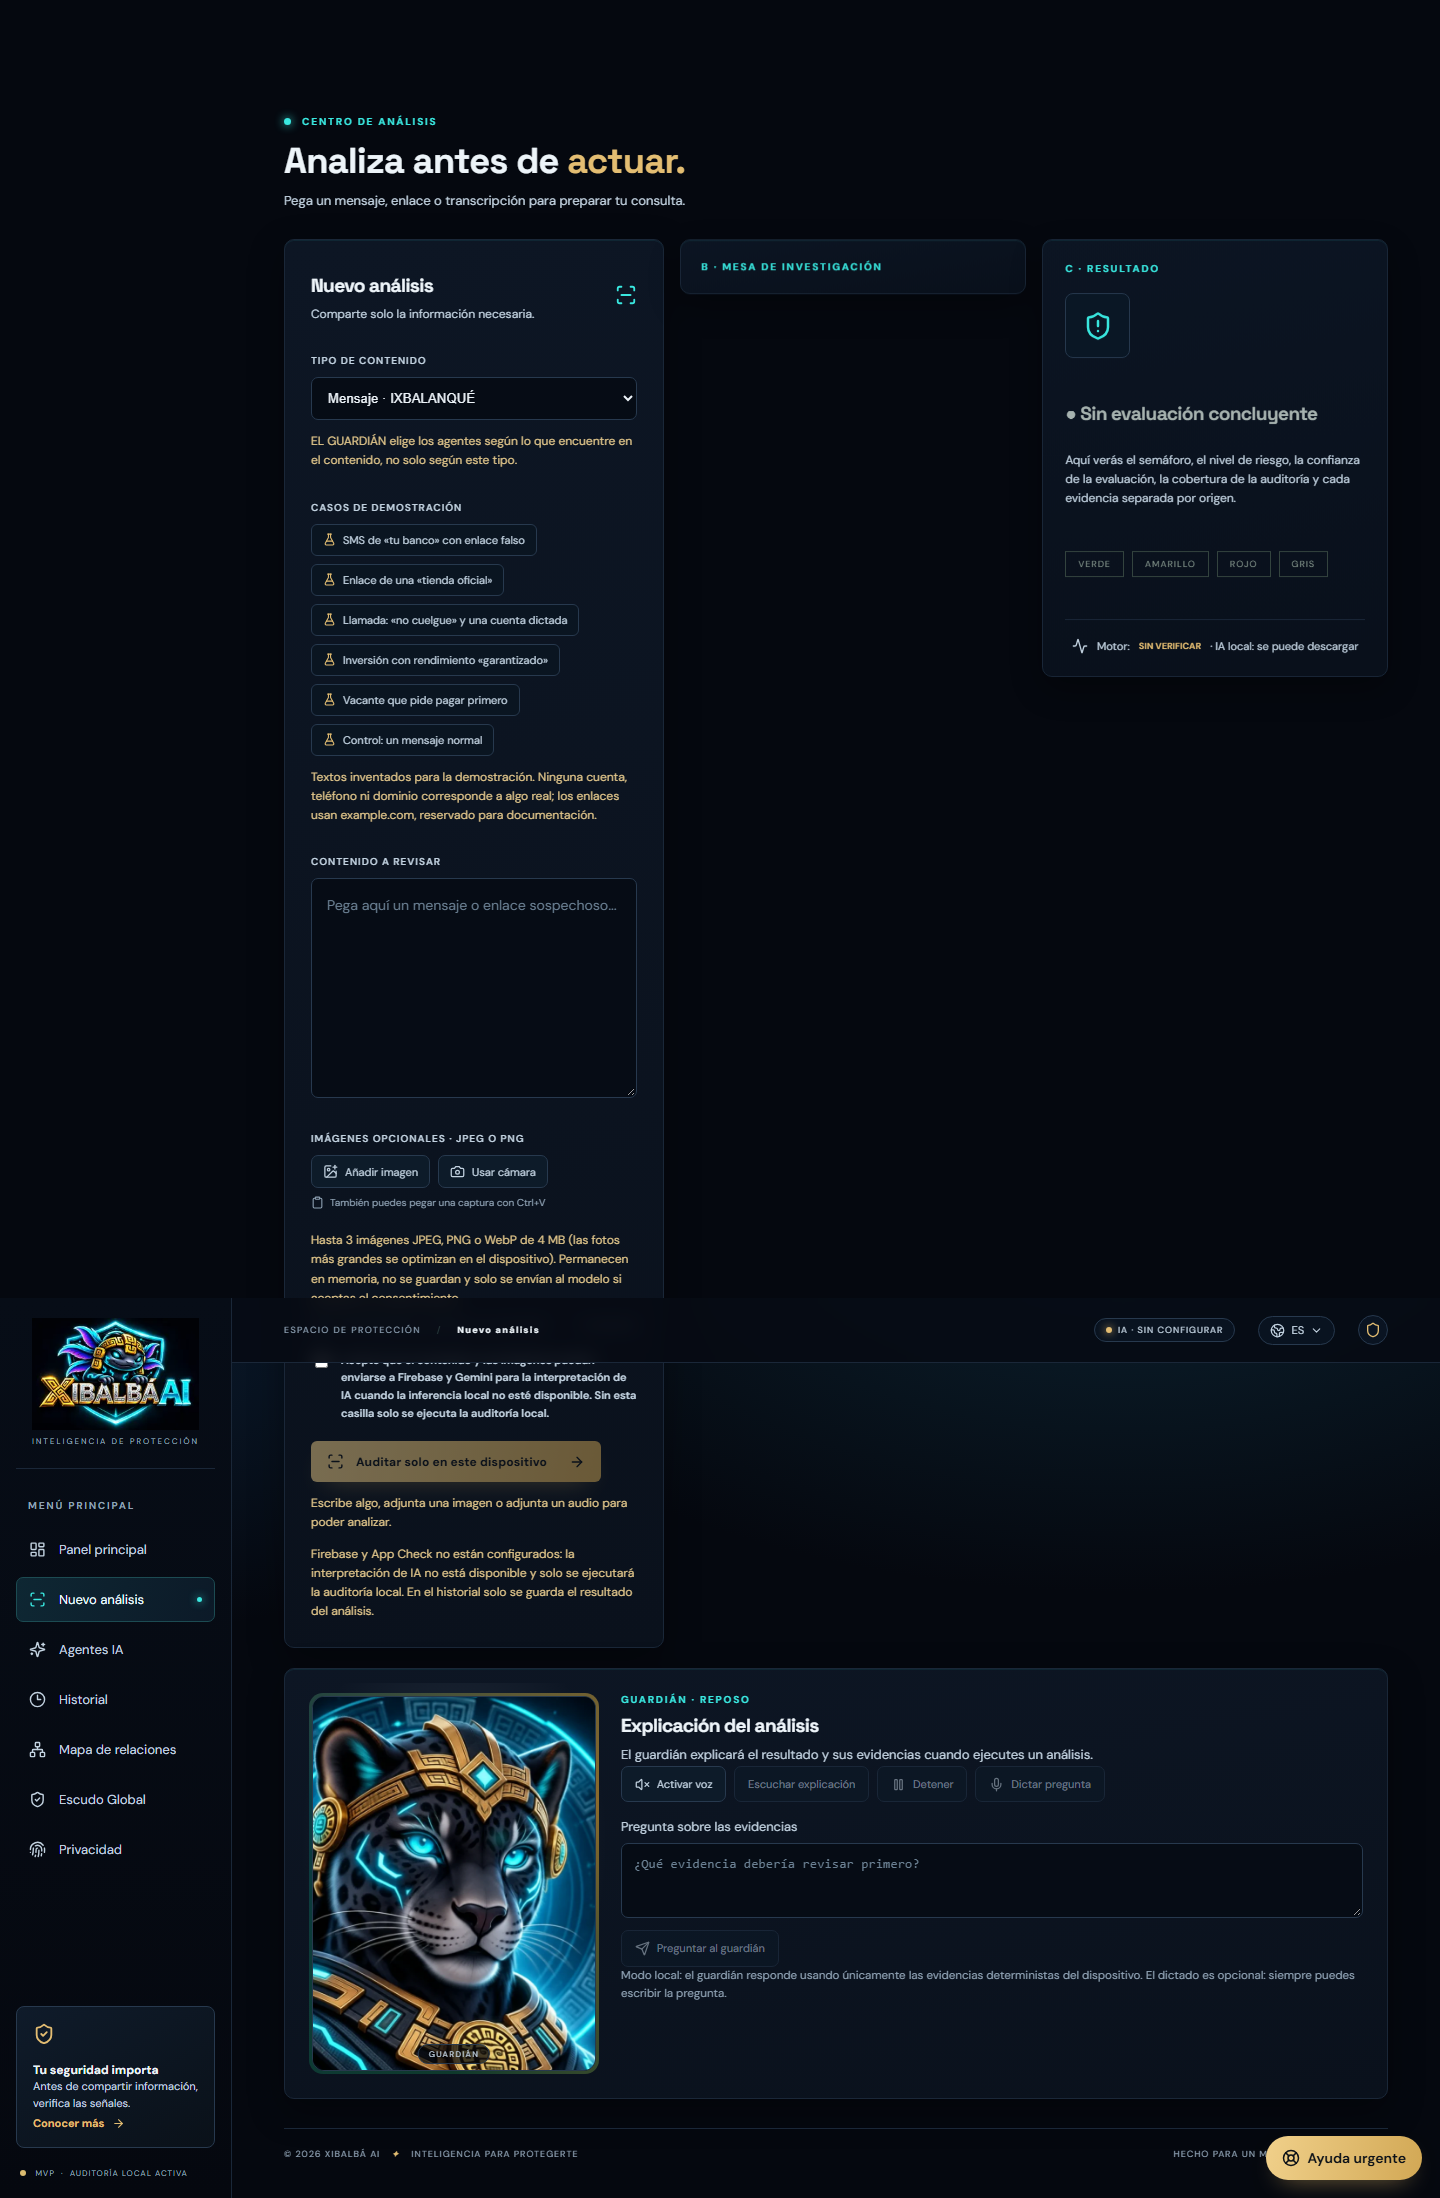 CENTRO DE ANÁLISIS
Analiza antes de actuar.
Pega un mensaje, enlace o transcripción para preparar tu consulta.
Nuevo análisis
Comparte solo la información necesaria.
TIPO DE CONTENIDO
Mensaje · IXBALANQUÉ
EL GUARDIÁN elige los agentes según lo que encuentre en
el contenido, no solo según este tipo.
CASOS DE DEMOSTRACIÓN
SMS de «tu banco» con enlace falso
Enlace de una «tienda oficial»
Llamada: «no cuelgue» y una cuenta dictada
Inversión con rendimiento «garantizado»
Vacante que pide pagar primero
Control: un mensaje normal
Textos inventados para la demostración. Ninguna cuenta,
teléfono ni dominio corresponde a algo real; los enlaces
usan example.com, reservado para documentación.
CONTENIDO A REVISAR
Pega aquí un mensaje o enlace sospechoso...
IMÁGENES OPCIONALES · JPEG O PNG
Añadir imagen
Usar cámara
También puedes pegar una captura con Ctrl+V
Hasta 3 imágenes JPEG, PNG o WebP de 4 MB (las fotos
más grandes se optimizan en el dispositivo). Permanecen
en memoria, no se guardan y solo se envían al modelo si
aceptas el consentimiento.
B · MESA DE INVESTIGACIÓN
C · RESULTADO
● Sin evaluación concluyente
Aquí verás el semáforo, el nivel de riesgo, la confianza
de la evaluación, la cobertura de la auditoría y cada
evidencia separada por origen.
VERDE
AMARILLO
ROJO
GRIS
Motor: SIN VERIFICAR · IA local: se puede descargar
ESPACIO DE PROTECCIÓN / Nuevo análisis
IA · SIN CONFIGURAR
ES
enviarse a Firebase y Gemini para la interpretación de
IA cuando la inferencia local no esté disponible. Sin esta
casilla solo se ejecuta la auditoría local.
Auditar solo en este dispositivo
Escribe algo, adjunta una imagen o adjunta un audio para
poder analizar.
Firebase y App Check no están configurados: la
interpretación de IA no está disponible y solo se ejecutará
la auditoría local. En el historial solo se guarda el resultado
del análisis.
XIBALBÁ AI
INTELIGENCIA DE PROTECCIÓN
MENÚ PRINCIPAL
Panel principal
Nuevo análisis
Agentes IA
Historial
Mapa de relaciones
Escudo Global
Privacidad
Tu seguridad importa
Antes de compartir información,
verifica las señales.
Conocer más
MVP · AUDITORÍA LOCAL ACTIVA
GUARDIÁN
GUARDIÁN · REPOSO
Explicación del análisis
El guardián explicará el resultado y sus evidencias cuando ejecutes un análisis.
Activar voz
Escuchar explicación
Detener
Dictar pregunta
Pregunta sobre las evidencias
¿Qué evidencia debería revisar primero?
Preguntar al guardián
Modo local: el guardián responde usando únicamente las evidencias deterministas del dispositivo. El dictado es opcional: siempre puedes
escribir la pregunta.
© 2026 XIBALBÁ AI ✦ INTELIGENCIA PARA PROTEGERTE
HECHO PARA UN
Ayuda urgente